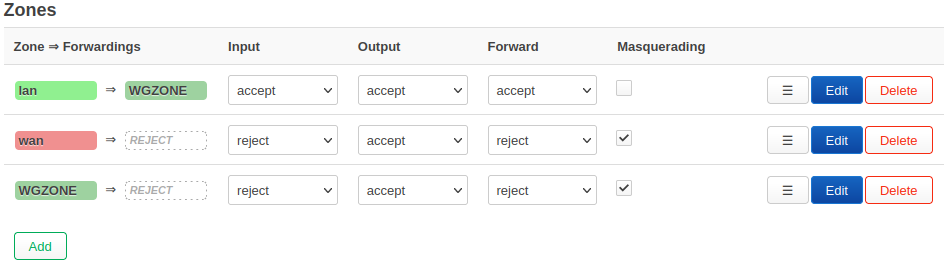 Zones
Zone ⇒ Forwardings Input Output Forward Masquerading
lan ⇒ WGZONE accept accept accept ☰ Edit Delete
wan ⇒ REJECT reject accept reject ☰ Edit Delete
WGZONE ⇒ REJECT reject accept reject ☰ Edit Delete
Add